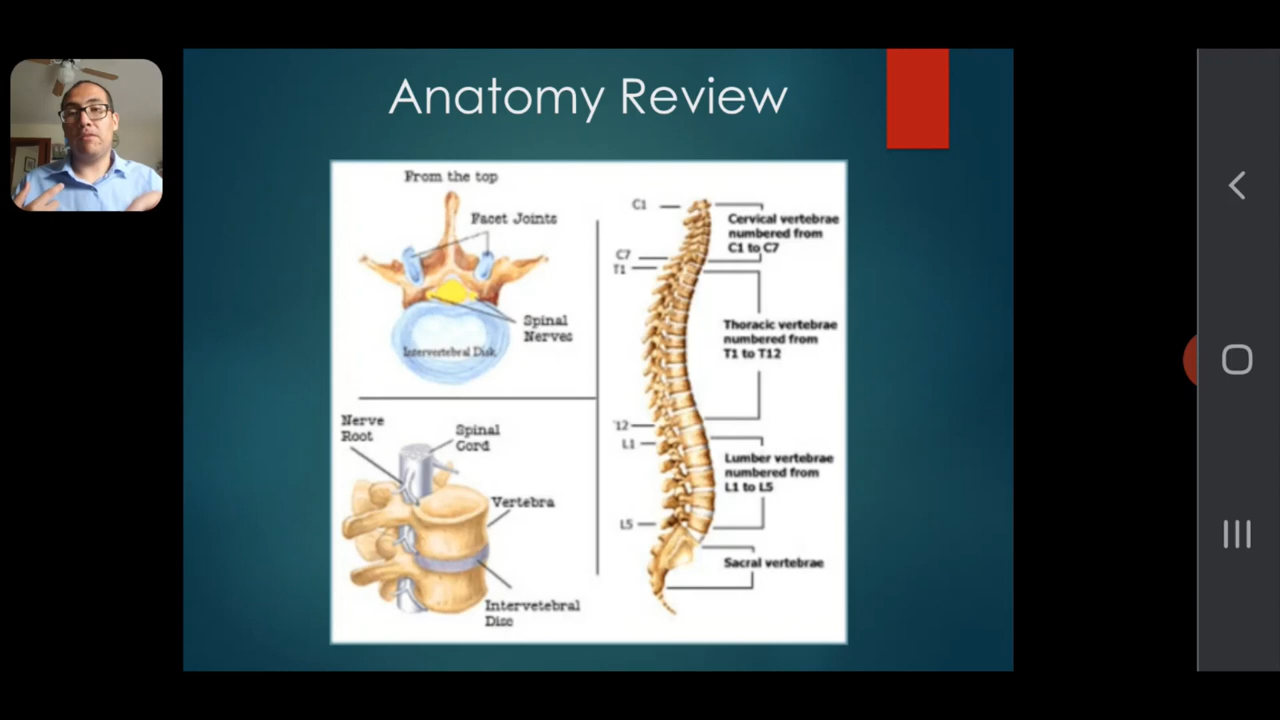 Anatomy Review
From the top
Facet Joints
Spinal
Nerves
Intervertebral Disk
Nerve
Root
Spinal
Cord
Vertebra
Intervetebral
Disc
C1
C7
T1
12
L1
L5
Cervical vertebrae
numbered from
C1 to C7
Thoracic vertebrae
numbered from
T1 to T12
Lumber vertebrae
numbered from
L1 to L5
Sacral vertebrae